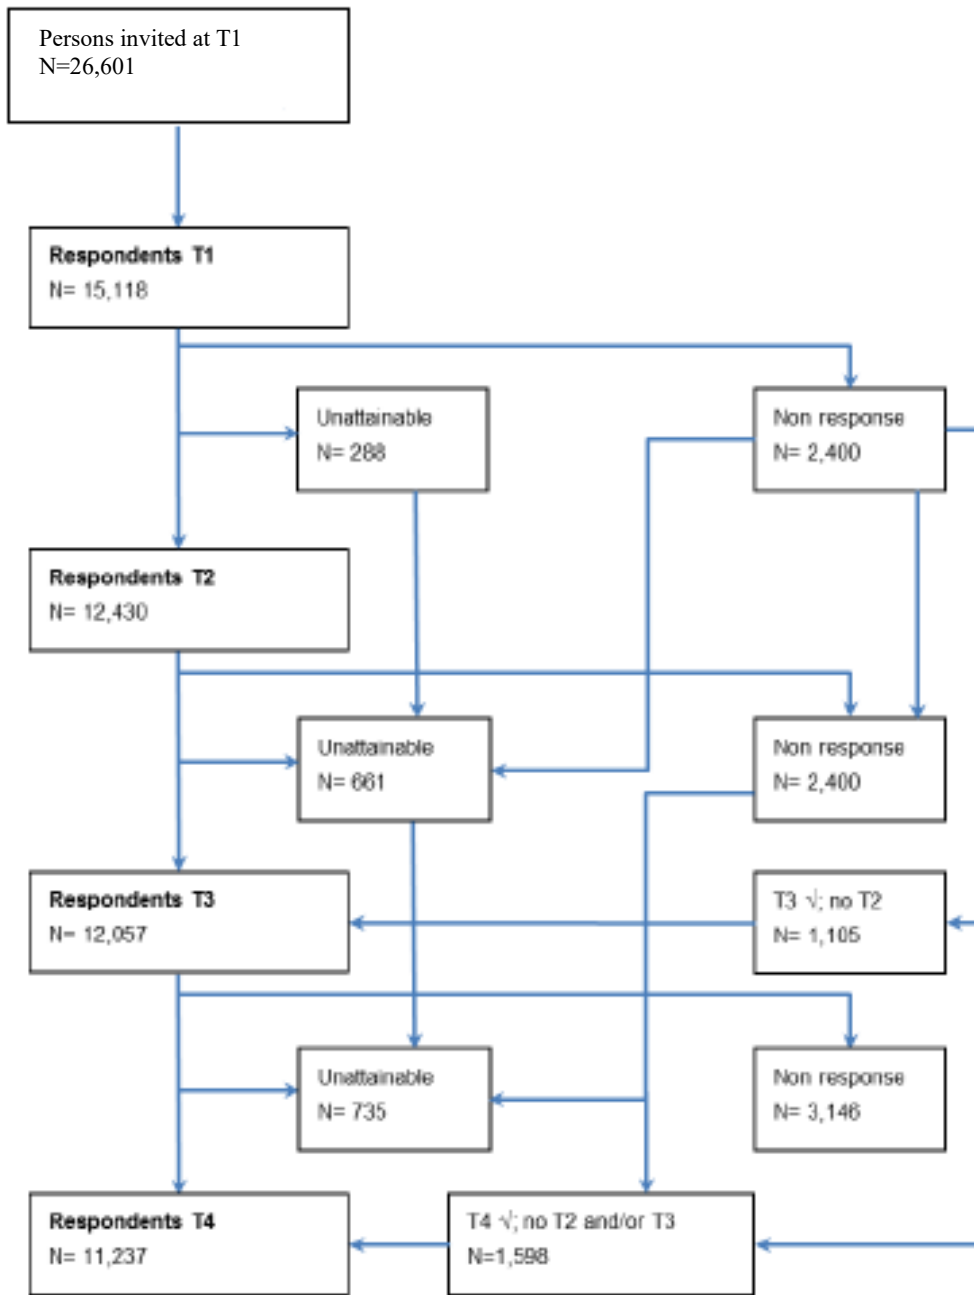 Persons invited at T1
N=26,601
Respondents T1
N= 15,118
Unattainable
N= 288
Non response
N= 2,400
Respondents T2
N= 12,430
Unattainable
N= 661
Non response
N= 2,400
Respondents T3
N= 12,057
T3 √; no T2
N= 1,105
Unattainable
N= 735
Non response
N= 3,146
Respondents T4
N= 11,237
T4 √; no T2 and/or T3
N=1,598